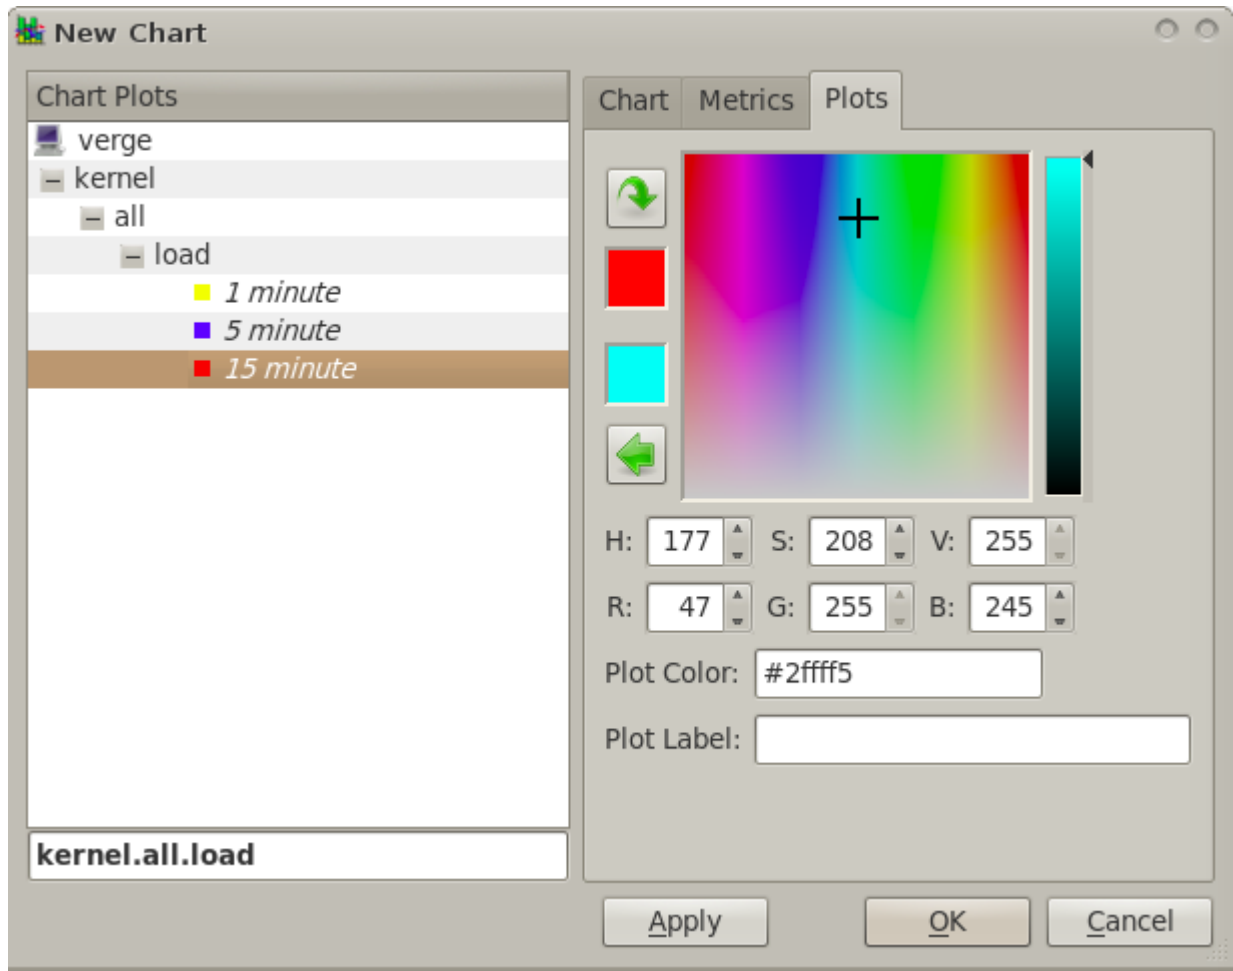 New Chart
Chart Plots
verge
kernel
all
load
1 minute
5 minute
15 minute
kernel.all.load
Chart Metrics Plots
H: 177 S: 208 V: 255
R: 47 G: 255 B: 245
Plot Color: #2ffff5
Plot Label:
Apply OK Cancel